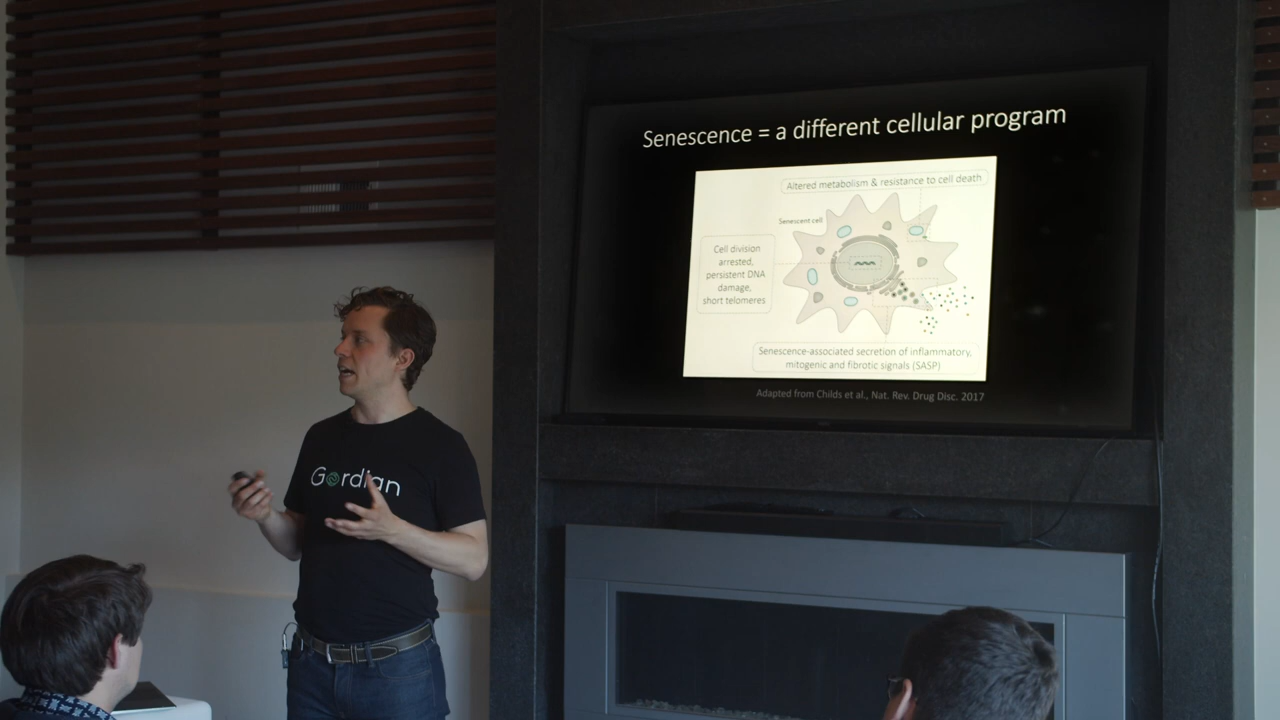 Senescence = a different cellular program
Altered metabolism & resistance to cell death
Senescent cell
Cell division
arrested,
persistent DNA
damage,
short telomeres
Senescence-associated secretion of inflammatory,
mitogenic and fibrotic signals (SASP)
Adapted from Childs et al., Nat. Rev. Drug Disc. 2017
Gordian